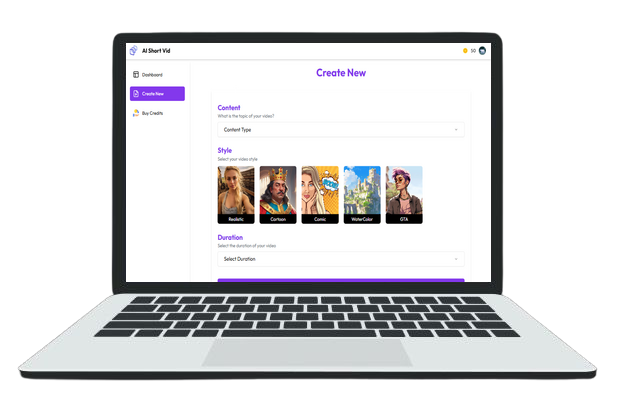 AI Short Vid
50
Dashboard
Create New
Buy Credits
Create New
Content
What is the topic of your video?
Content Type
Style
Select your video style
Realistic
Cartoon
Comic
WaterColor
GTA
Duration
Select the duration of your video
Select Duration